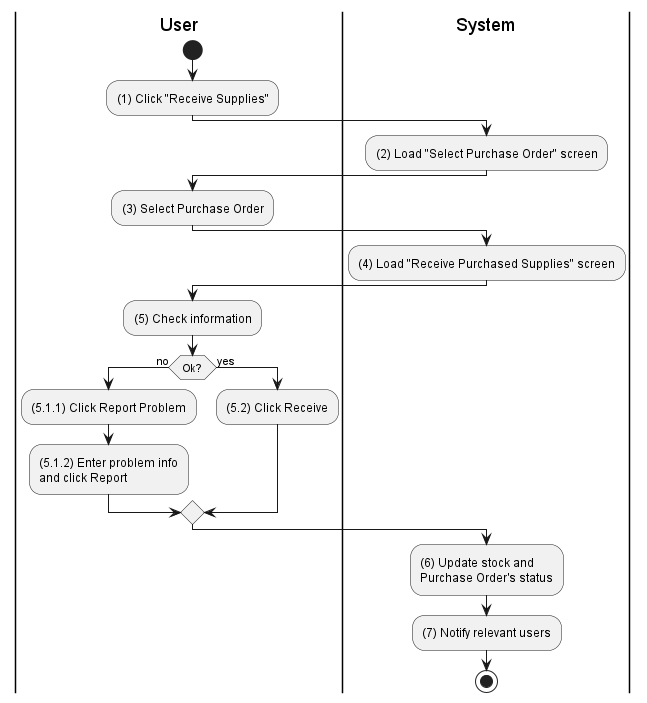 User
System
(1) Click "Receive Supplies"
(2) Load "Select Purchase Order" screen
(3) Select Purchase Order
(4) Load "Receive Purchased Supplies" screen
(5) Check information
no
Ok?
yes
(5.1.1) Click Report Problem
(5.2) Click Receive
(5.1.2) Enter problem info
and click Report
(6) Update stock and
Purchase Order's status
(7) Notify relevant users